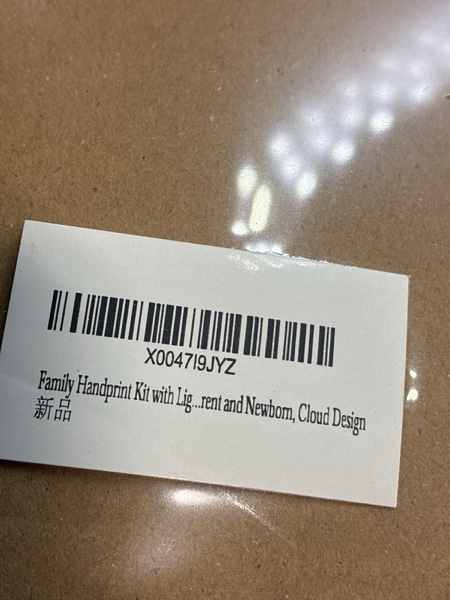 X0047I9JYZ
Family Handprint Kit with Lig...rent and Newborn, Cloud Design
新品